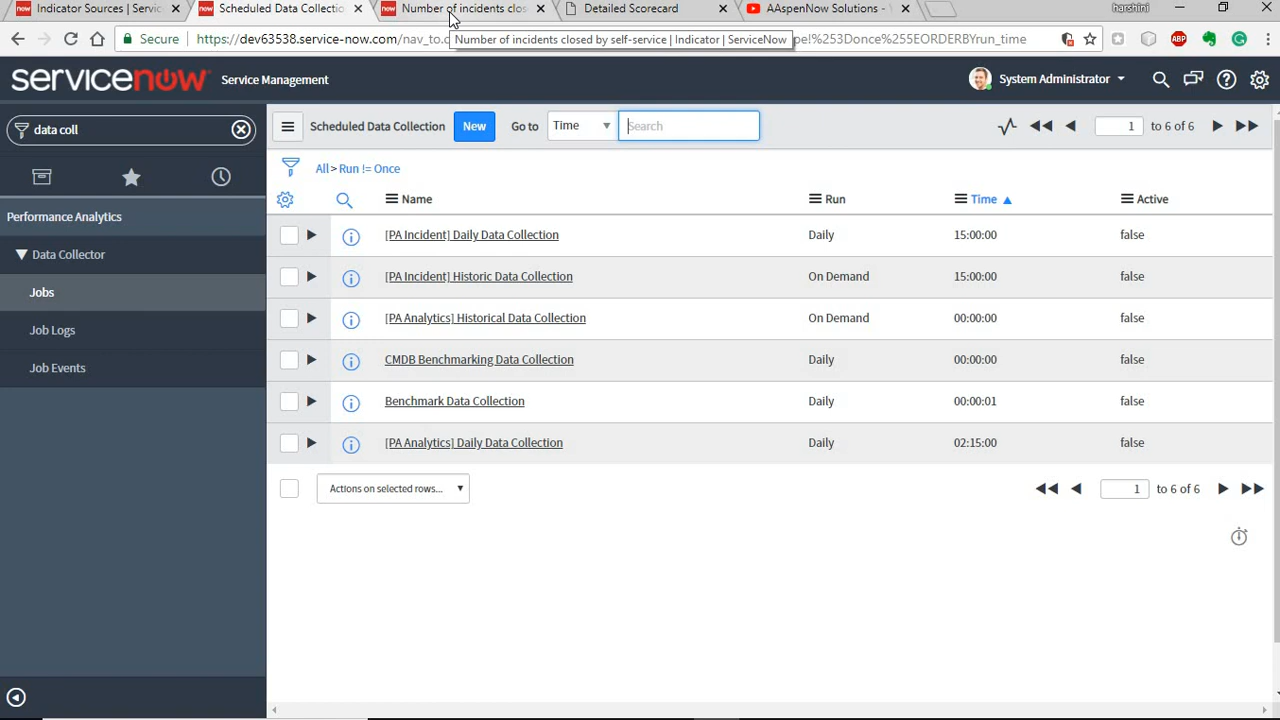 Indicator Sources | Servic
Scheduled Data Collectio
Number of incidents clos
Detailed Scorecard
AAspenNow Solutions -
harshini
Secure
https://dev63538.service-now.com/nav_to.c
pe!%253Donce%255EORDERBYrun_time
Number of incidents closed by self-service | Indicator | ServiceNow
servicenow
Service Management
System Administrator
data coll
Scheduled Data Collection
New
Go to
Time
Search
1
to 6 of 6
All > Run != Once
Performance Analytics
Data Collector
Jobs
Job Logs
Job Events
Name Run Time Active
[PA Incident] Daily Data Collection Daily 15:00:00 false
[PA Incident] Historic Data Collection On Demand 15:00:00 false
[PA Analytics] Historical Data Collection On Demand 00:00:00 false
CMDB Benchmarking Data Collection Daily 00:00:00 false
Benchmark Data Collection Daily 00:00:01 false
[PA Analytics] Daily Data Collection Daily 02:15:00 false
Actions on selected rows...
1
to 6 of 6